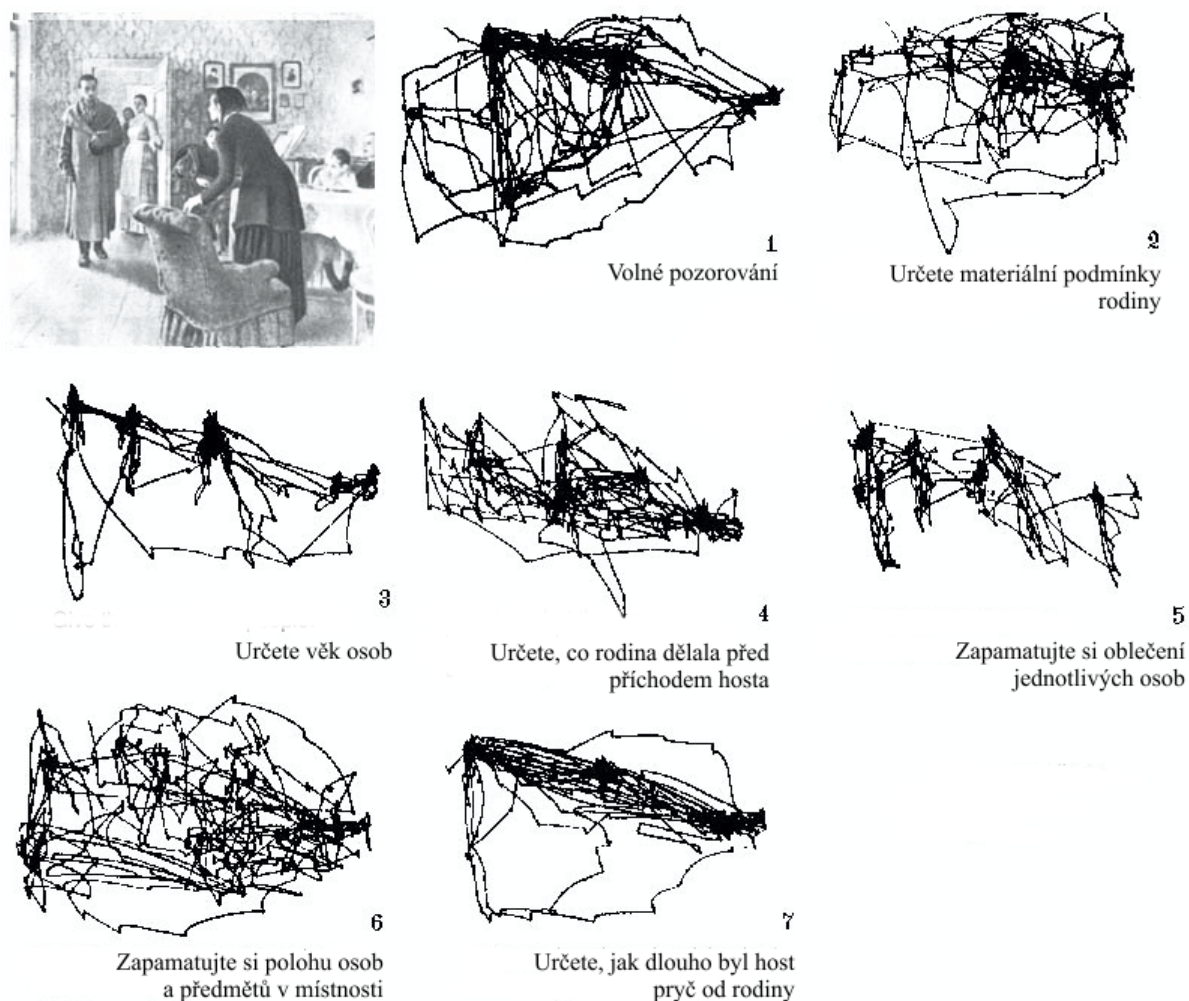 1
Volné pozorování
2
Určete materiální podmínky
rodiny
3
Určete věk osob
4
Určete, co rodina dělala před
příchodem hosta
5
Zapamatujte si oblečení
jednotlivých osob
6
Zapamatujte si polohu osob
a předmětů v místnosti
7
Určete, jak dlouho byl host
pryč od rodiny